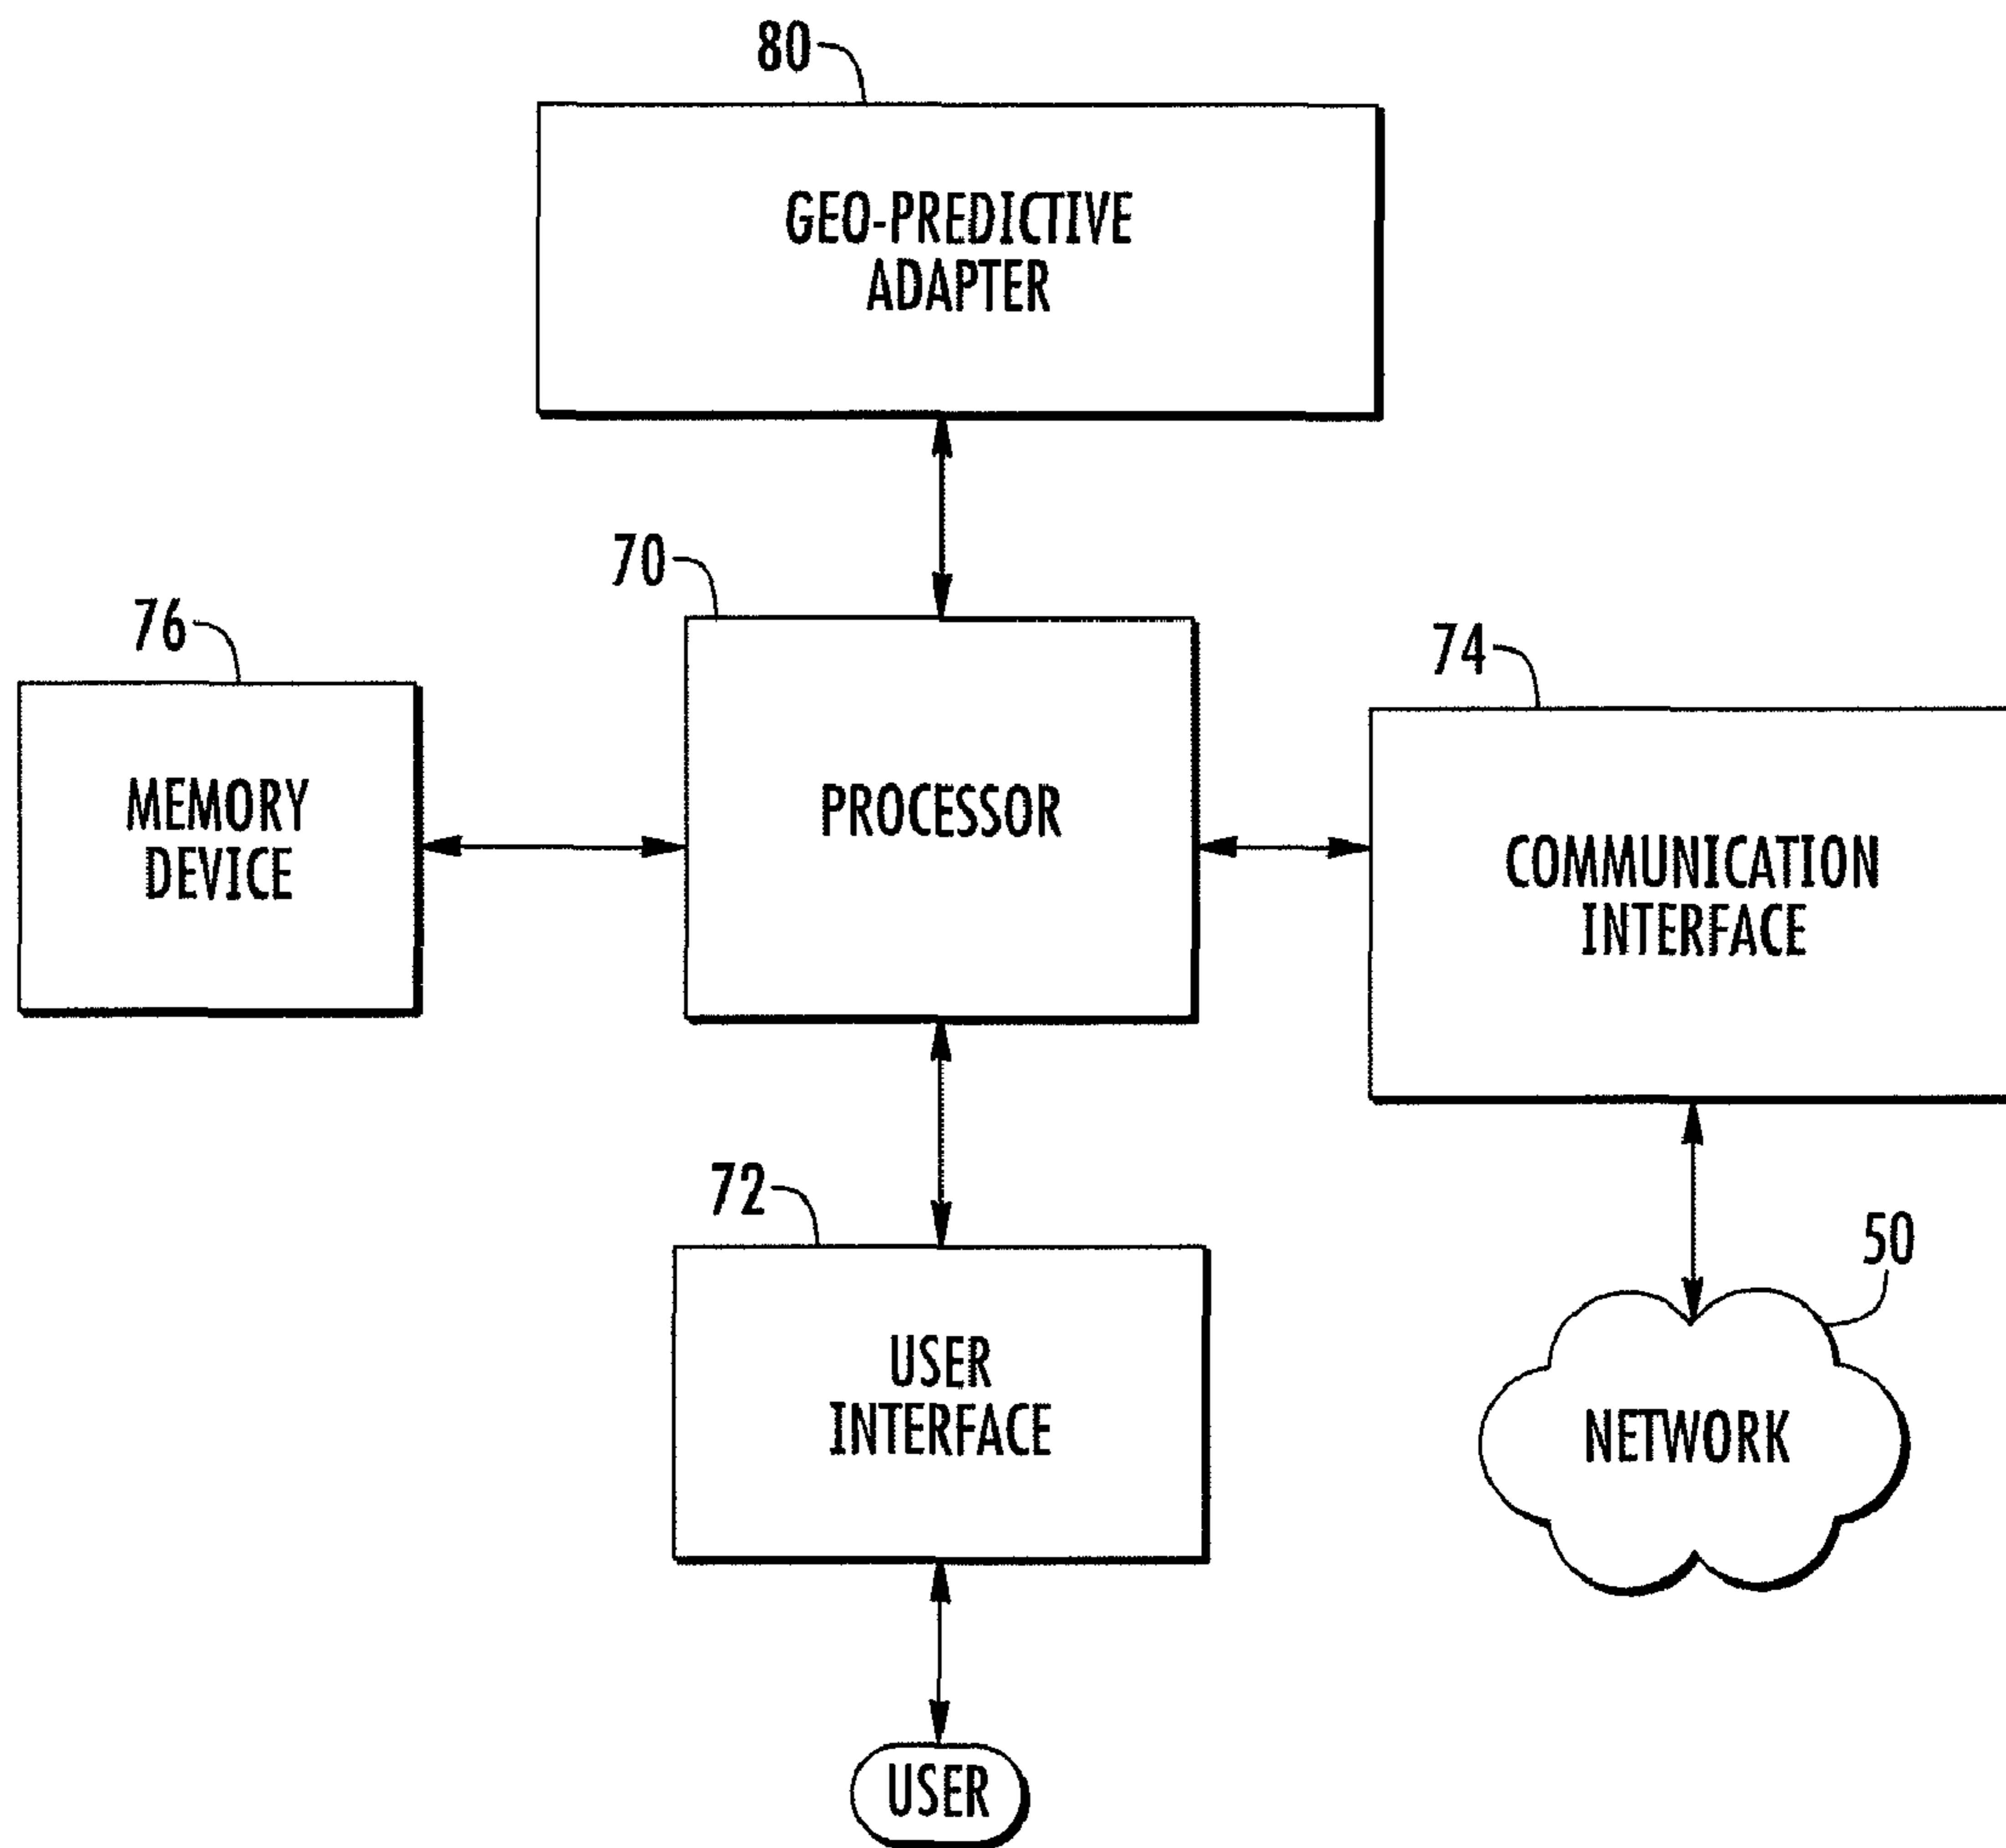 80
GEO-PREDICTIVE
ADAPTER
70
76
74
MEMORY
DEVICE
PROCESSOR
COMMUNICATION
INTERFACE
72
50
USER
INTERFACE
NETWORK
USER